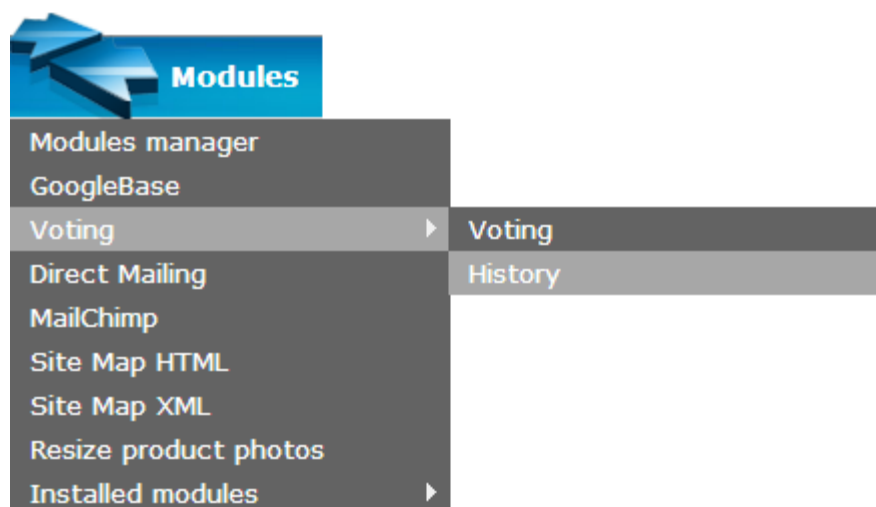 Modules
Modules manager
GoogleBase
Voting
Voting
Direct Mailing
History
MailChimp
Site Map HTML
Site Map XML
Resize product photos
Installed modules